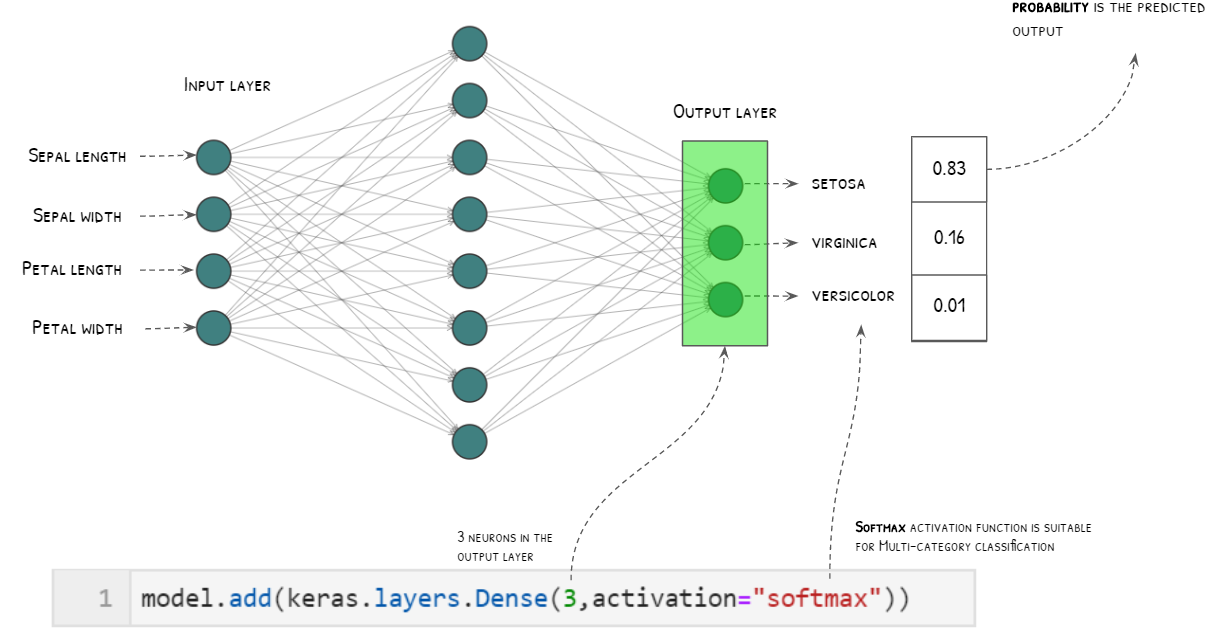 PROBABILITY IS THE PREDICTED
OUTPUT
INPUT LAYER
OUTPUT LAYER
SEPAL LENGTH
SEPAL WIDTH
PETAL LENGTH
PETAL WIDTH
SETOSA
VIRGINICA
VERSICOLOR
0.83
0.16
0.01
3 NEURONS IN THE
OUTPUT LAYER
SOFTMAX ACTIVATION FUNCTION IS SUITABLE
FOR MULTI-CATEGORY CLASSIFICATION
1 model.add(keras.layers.Dense(3,activation="softmax"))